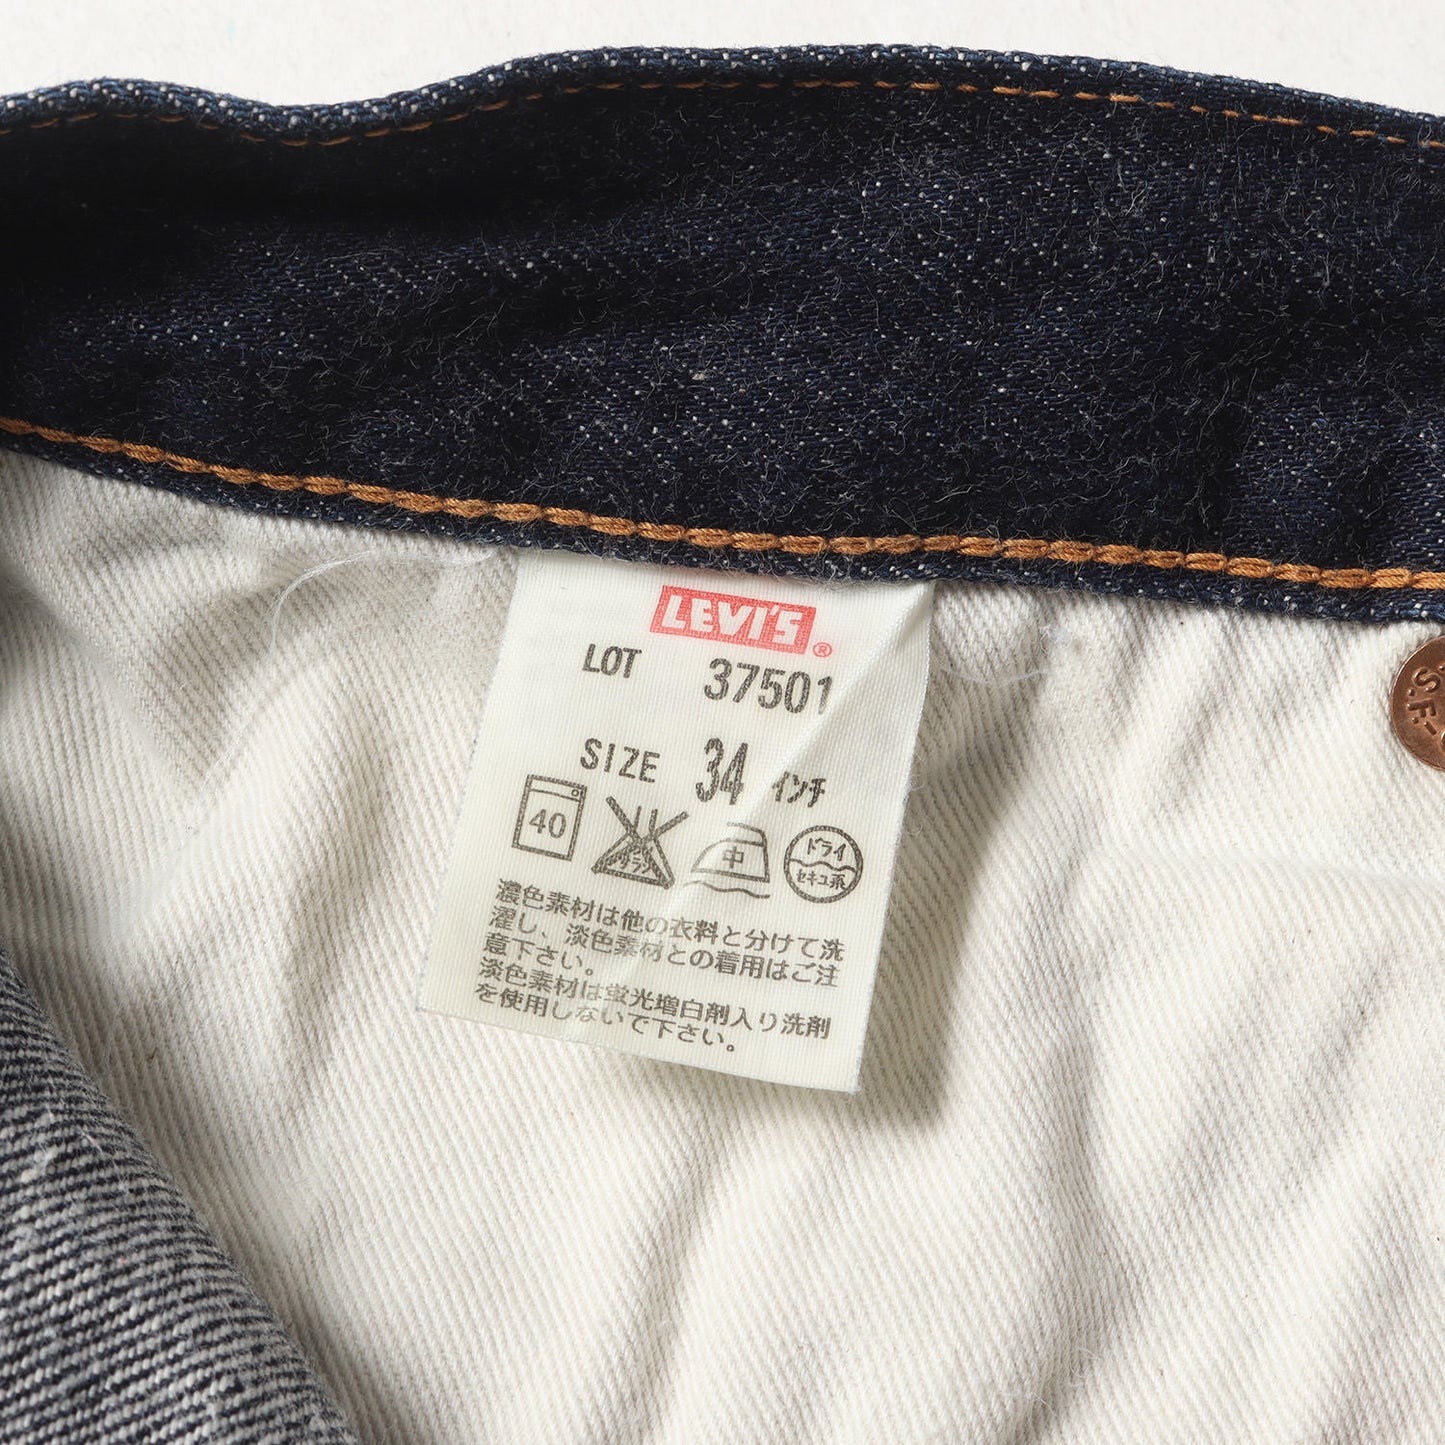 LEVI'S®
LOT 37501
SIZE 34 インチ
40
サラシ
中
ドライ
セキユ系
濃色素材は他の衣料と分けて洗
濯し、淡色素材との着用はご注
意下さい。
淡色素材は蛍光増白剤入り洗剤
を使用しないで下さい。
S.F.